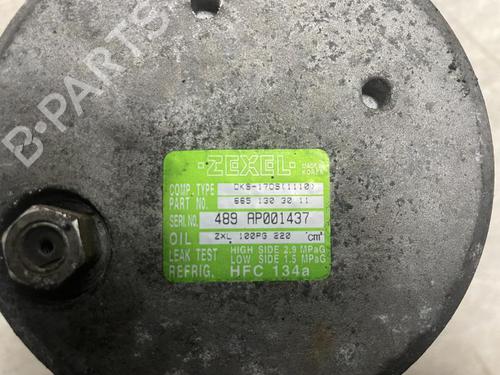 B-PARTS
-ZEXEL-
MADE IN KOREA
COMP. TYPE DKS-17DS(1110)
PART NO. 665 130 30 11
SERI NO. 489 AP001437
OIL ZXL 100PG 220 cm³
LEAK TEST HIGH SIDE 2.9 MPaG
LOW SIDE 1.5 MPaG
REFRIG. HFC 134a